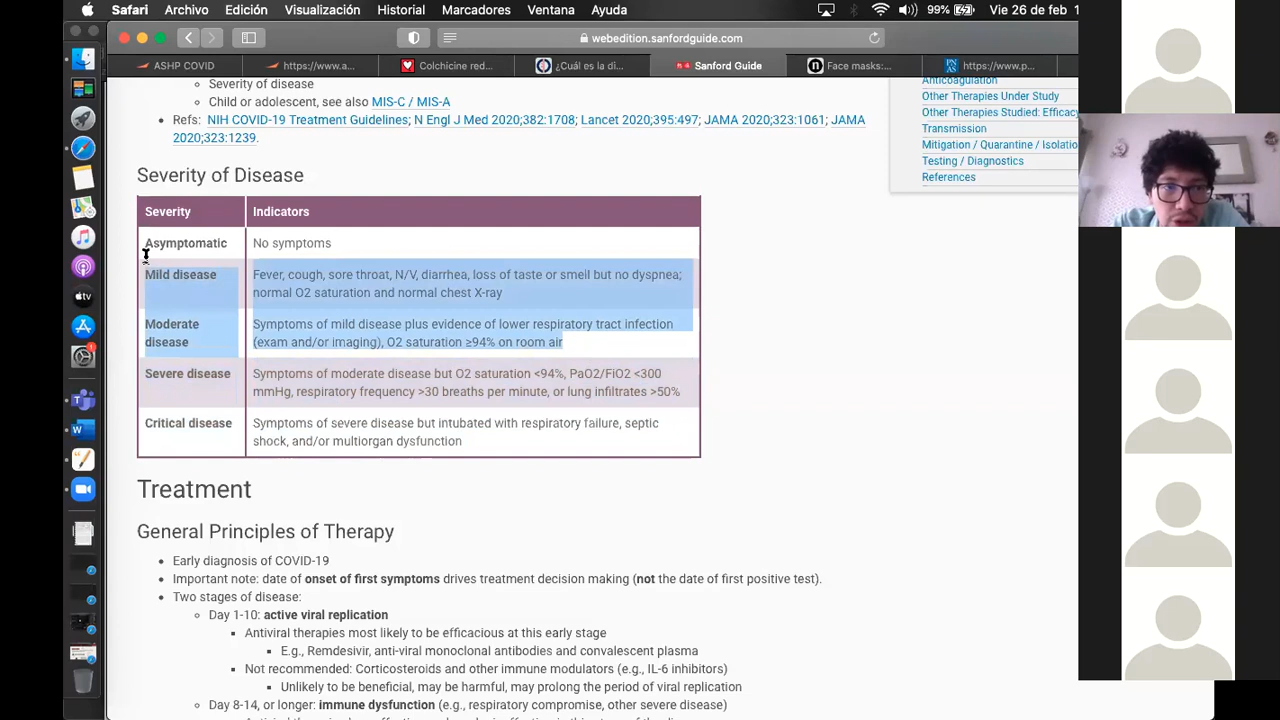 Safari Archivo Edición Visualización Historial Marcadores Ventana Ayuda 99% Vie 26 de feb 1
webedition.sanfordguide.com
ASHP COVID https://www.a... Colchicine red... ¿Cuál es la di... Sanford Guide Face masks:... https://www.p...
Severity of disease
Child or adolescent, see also MIS-C / MIS-A
Refs: NIH COVID-19 Treatment Guidelines; N Engl J Med 2020;382:1708; Lancet 2020;395:497; JAMA 2020;323:1061; JAMA
2020;323:1239.
Anticoagulation
Other Therapies Under Study
Other Therapies Studied: Efficacy
Transmission
Mitigation / Quarantine / Isolatio
Testing / Diagnostics
References
Severity of Disease
Severity Indicators
Asymptomatic No symptoms
Mild disease Fever, cough, sore throat, N/V, diarrhea, loss of taste or smell but no dyspnea;
normal O2 saturation and normal chest X-ray
Moderate Symptoms of mild disease plus evidence of lower respiratory tract infection
disease (exam and/or imaging), O2 saturation ≥94% on room air
Severe disease Symptoms of moderate disease but O2 saturation <94%, PaO2/FiO2 <300
mmHg, respiratory frequency >30 breaths per minute, or lung infiltrates >50%
Critical disease Symptoms of severe disease but intubated with respiratory failure, septic
shock, and/or multiorgan dysfunction
Treatment
General Principles of Therapy
Early diagnosis of COVID-19
Important note: date of onset of first symptoms drives treatment decision making (not the date of first positive test).
Two stages of disease:
Day 1-10: active viral replication
Antiviral therapies most likely to be efficacious at this early stage
E.g., Remdesivir, anti-viral monoclonal antibodies and convalescent plasma
Not recommended: Corticosteroids and other immune modulators (e.g., IL-6 inhibitors)
Unlikely to be beneficial, may be harmful, may prolong the period of viral replication
Day 8-14, or longer: immune dysfunction (e.g., respiratory compromise, other severe disease)